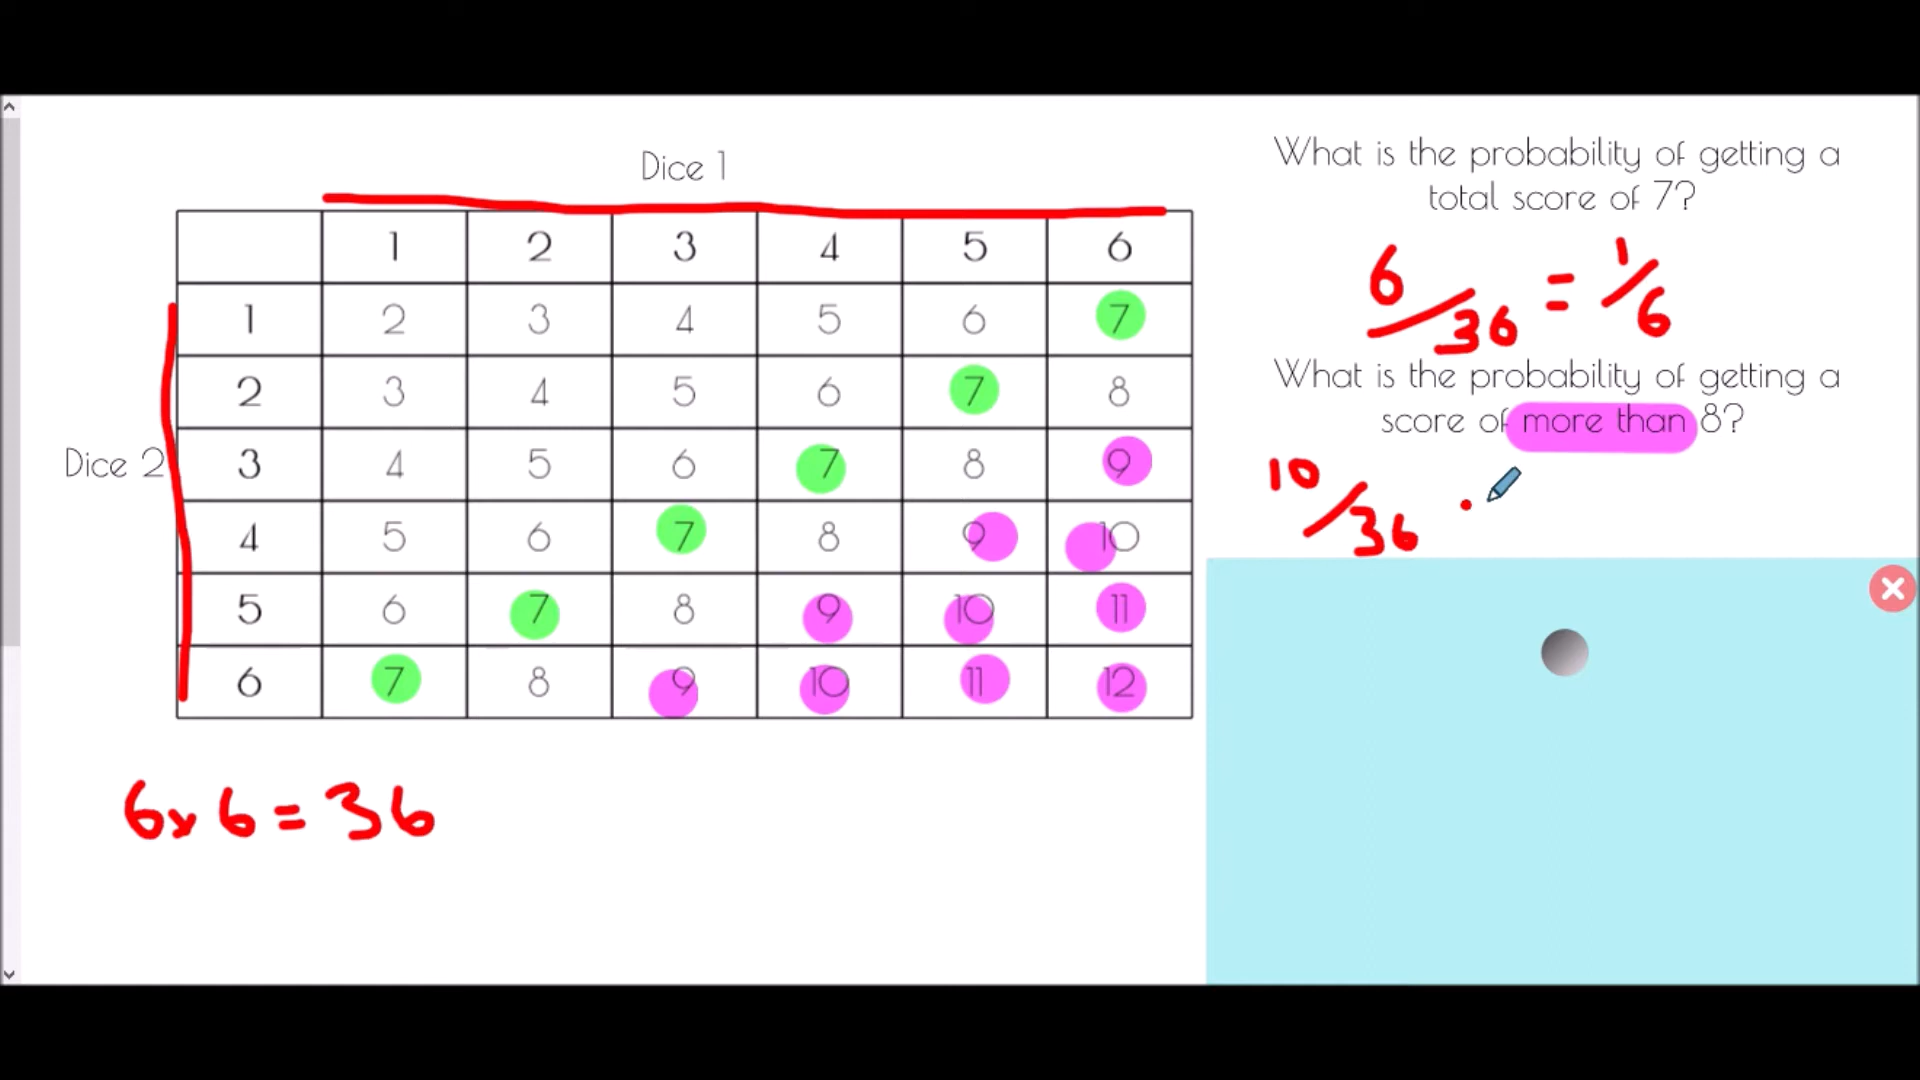 Dice 1
1 2 3 4 5 6
1 2 3 4 5 6 7
2 3 4 5 6 7 8
Dice 2
3 4 5 6 7 8 9
4 5 6 7 8 9 10
5 6 7 8 9 10 11
6 7 8 9 10 11 12
6x6=36
What is the probability of getting a
total score of 7?
6/36 = 1/6
What is the probability of getting a
score of more than 8?
10/36